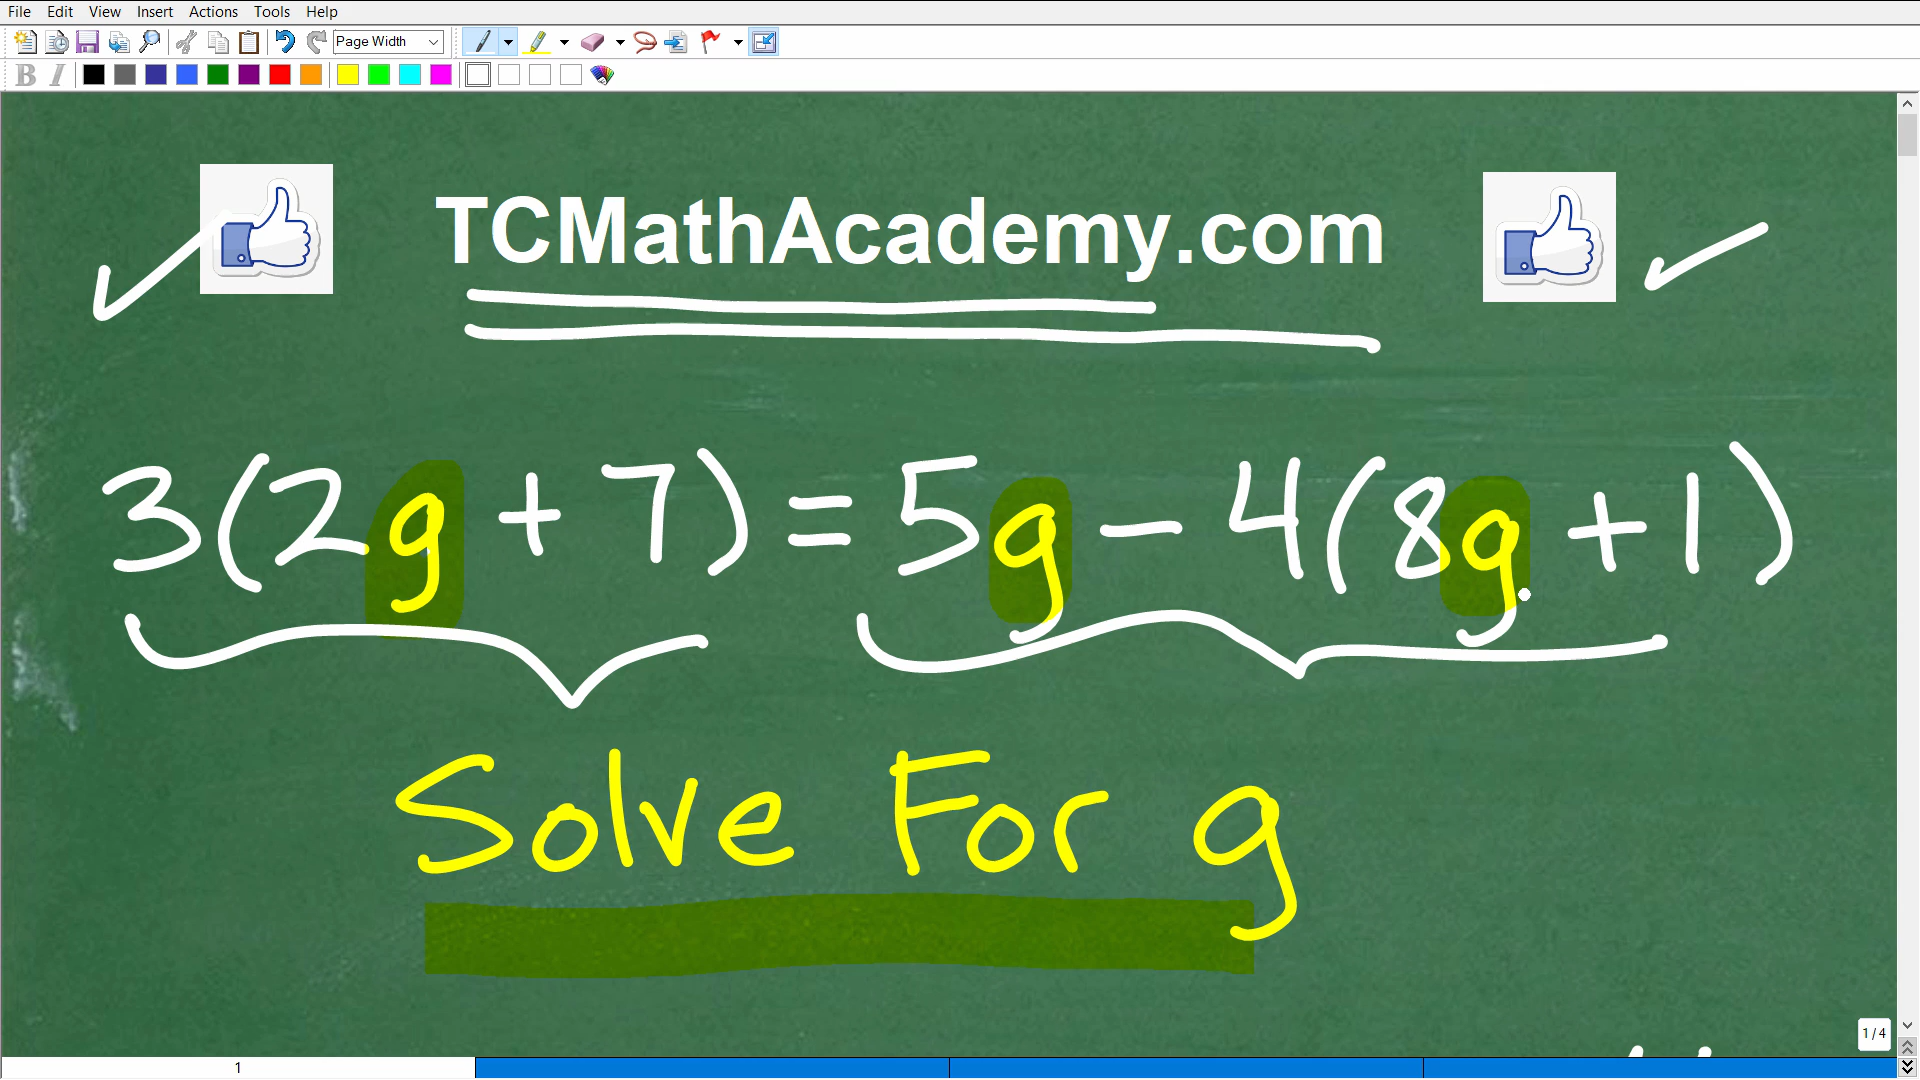 File Edit View Insert Actions Tools Help
Page Width
B I
TCMathAcademy.com
3(2g + 7) = 5g - 4(8g + 1)
Solve For g
1 / 4
1